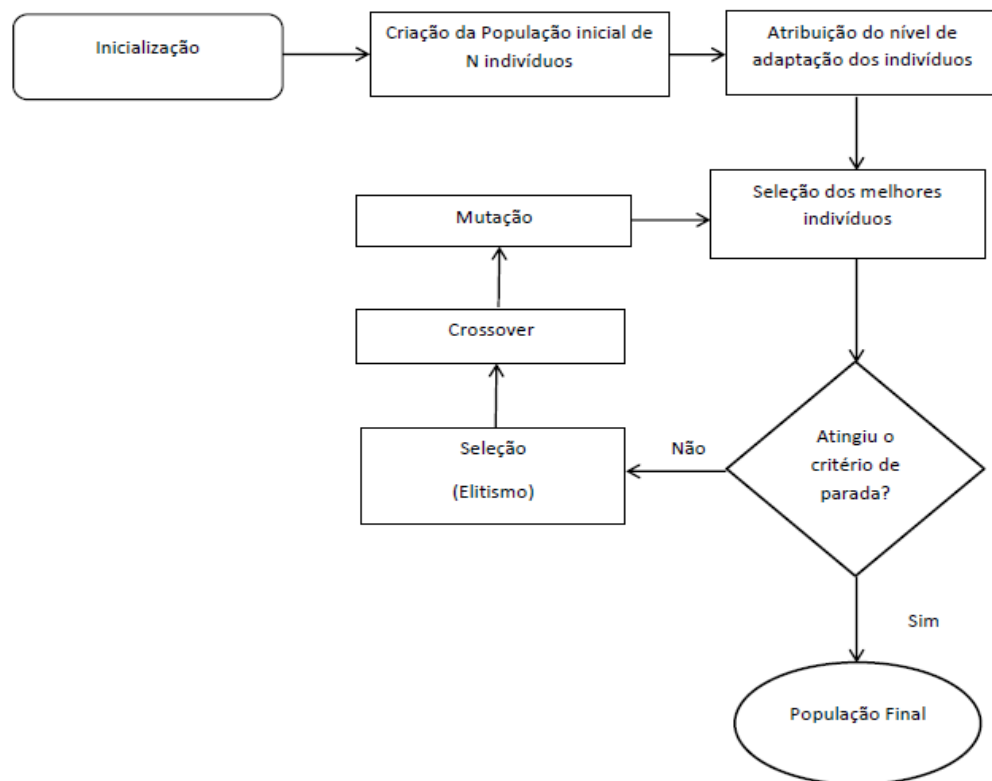 Inicialização
Criação da População inicial de
N indivíduos
Atribuição do nível de
adaptação dos indivíduos
Seleção dos melhores
indivíduos
Mutação
Crossover
Seleção
(Elitismo)
Não
Atingiu o
critério de
parada?
Sim
População Final